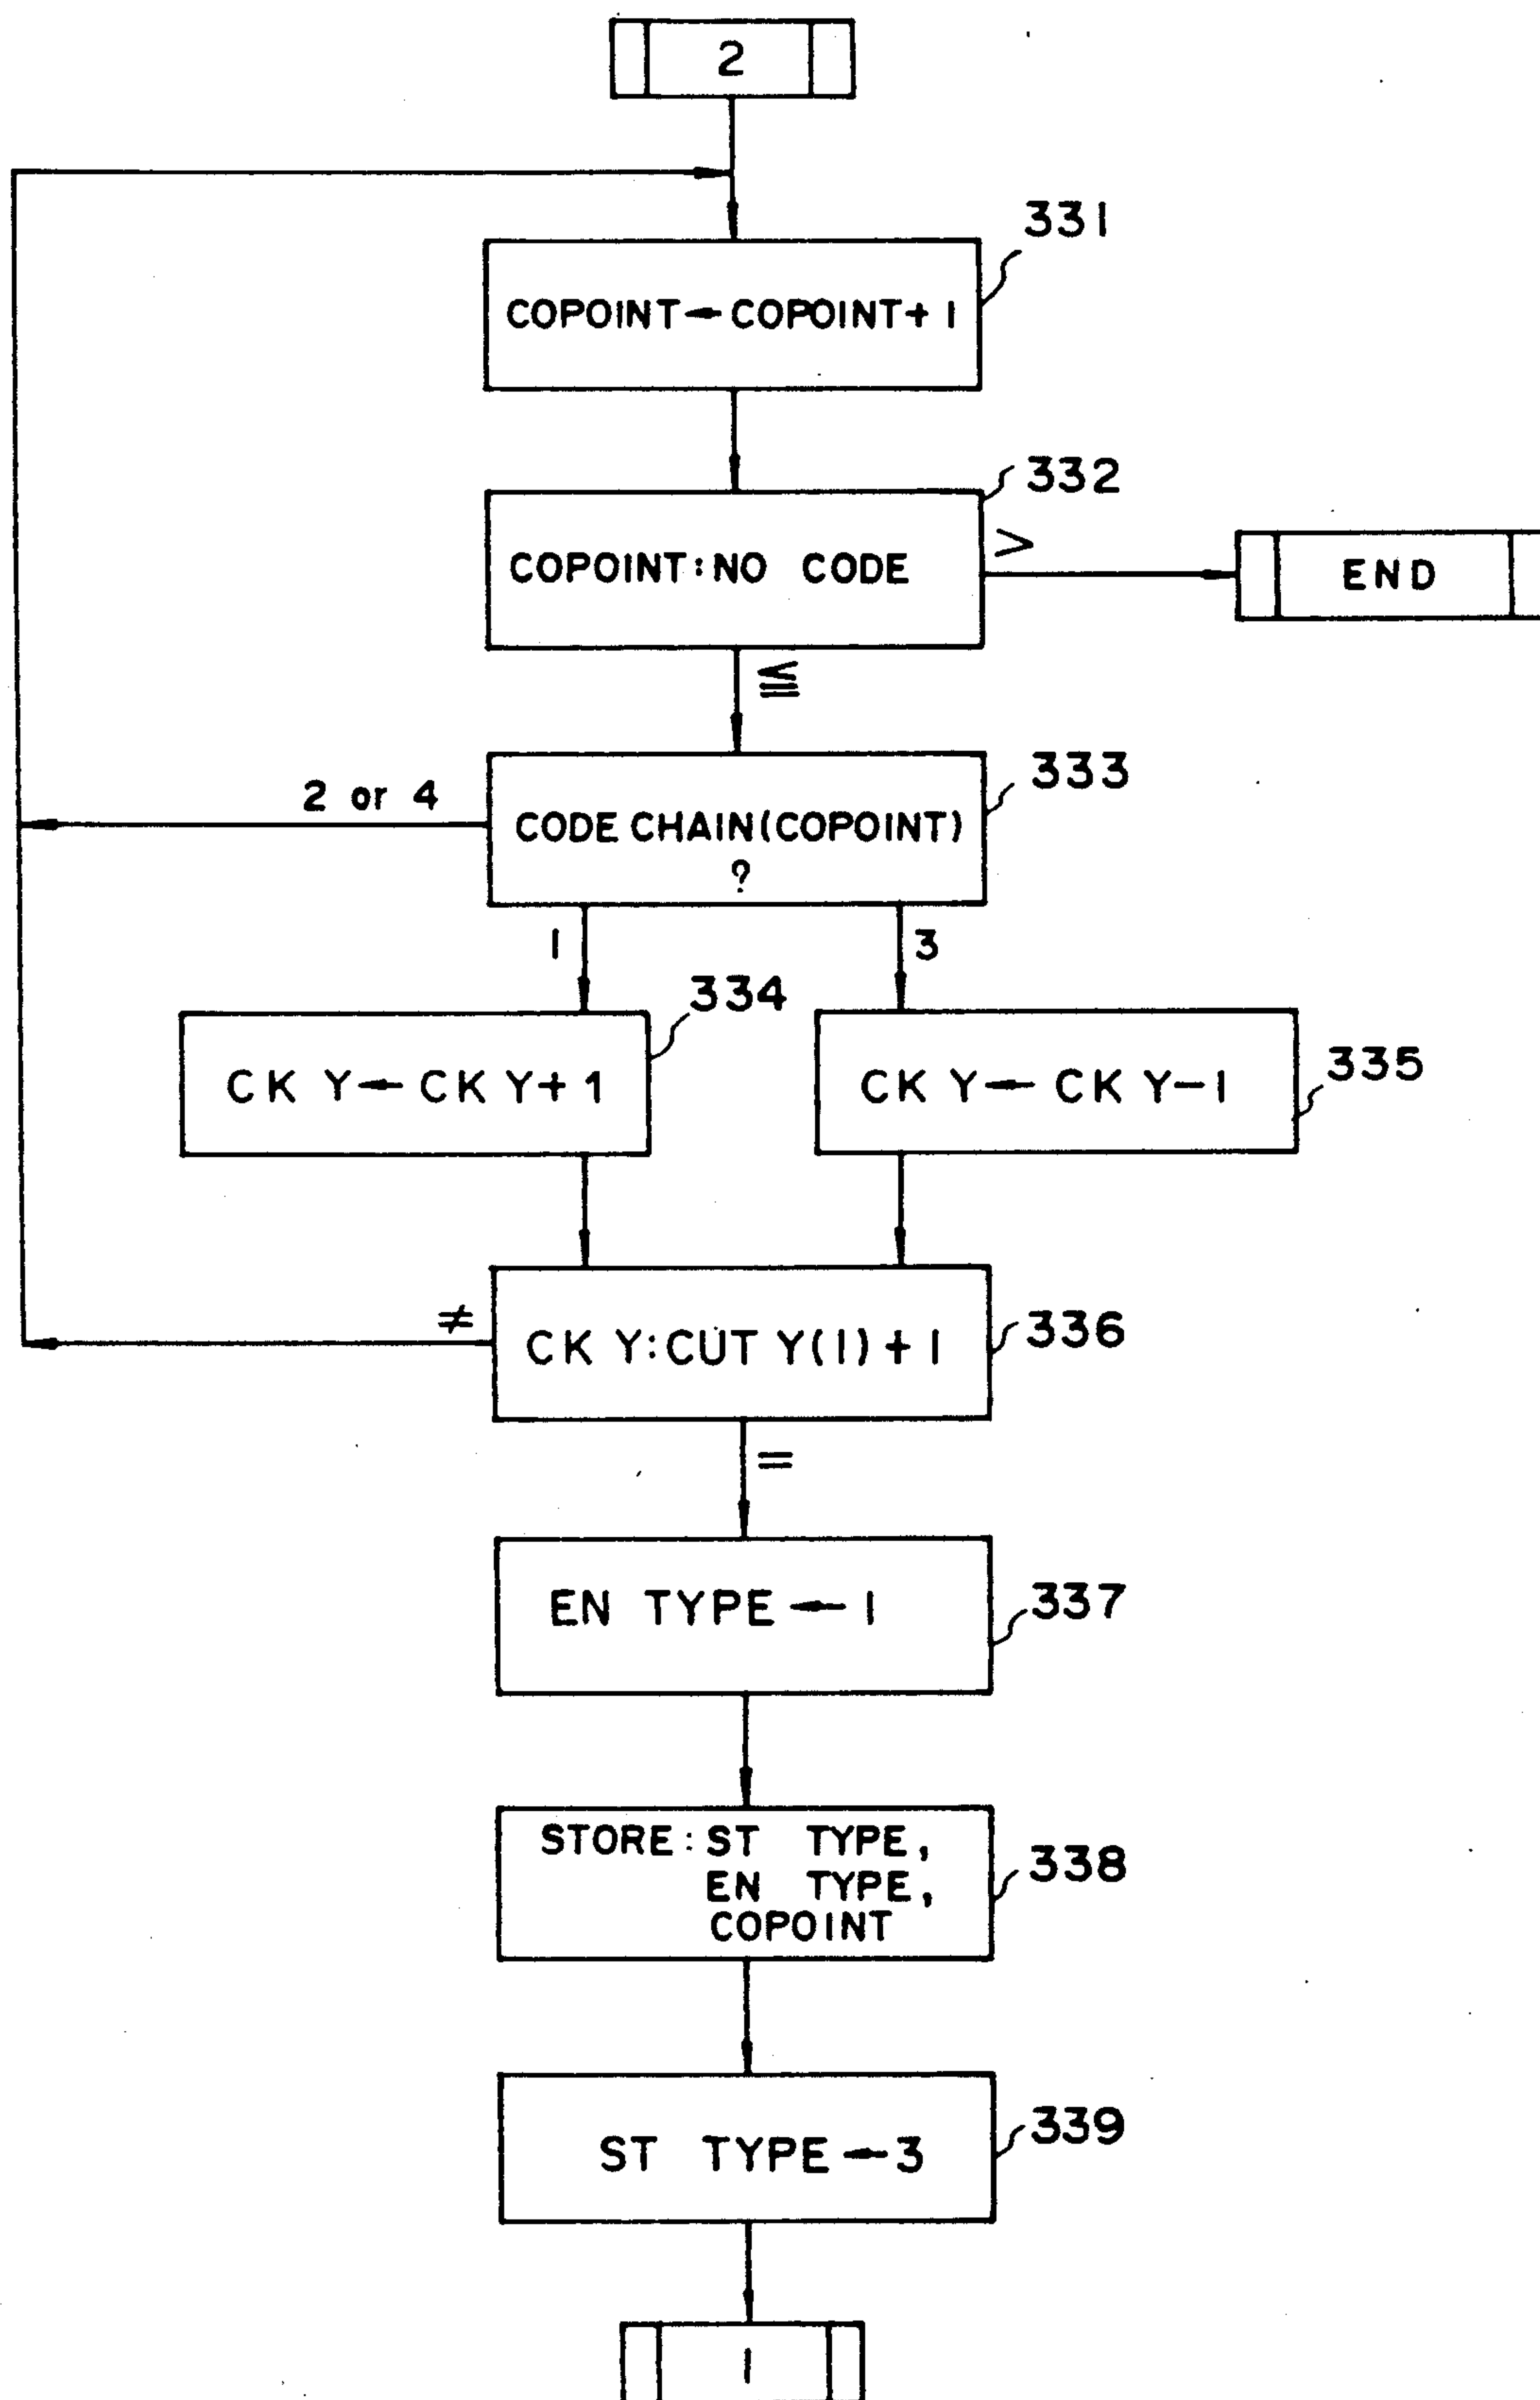 2
331
COPOINT←COPOINT+1
332
COPOINT:NO CODE
>
END
≦
333
2 or 4
CODE CHAIN(COPOINT)
?
1
3
334
CK Y←CK Y+1
335
CK Y←CK Y-1
≠
336
CK Y:CUT Y(1)+1
=
337
EN TYPE←1
338
STORE:ST TYPE,
EN TYPE,
COPOINT
339
ST TYPE←3
1